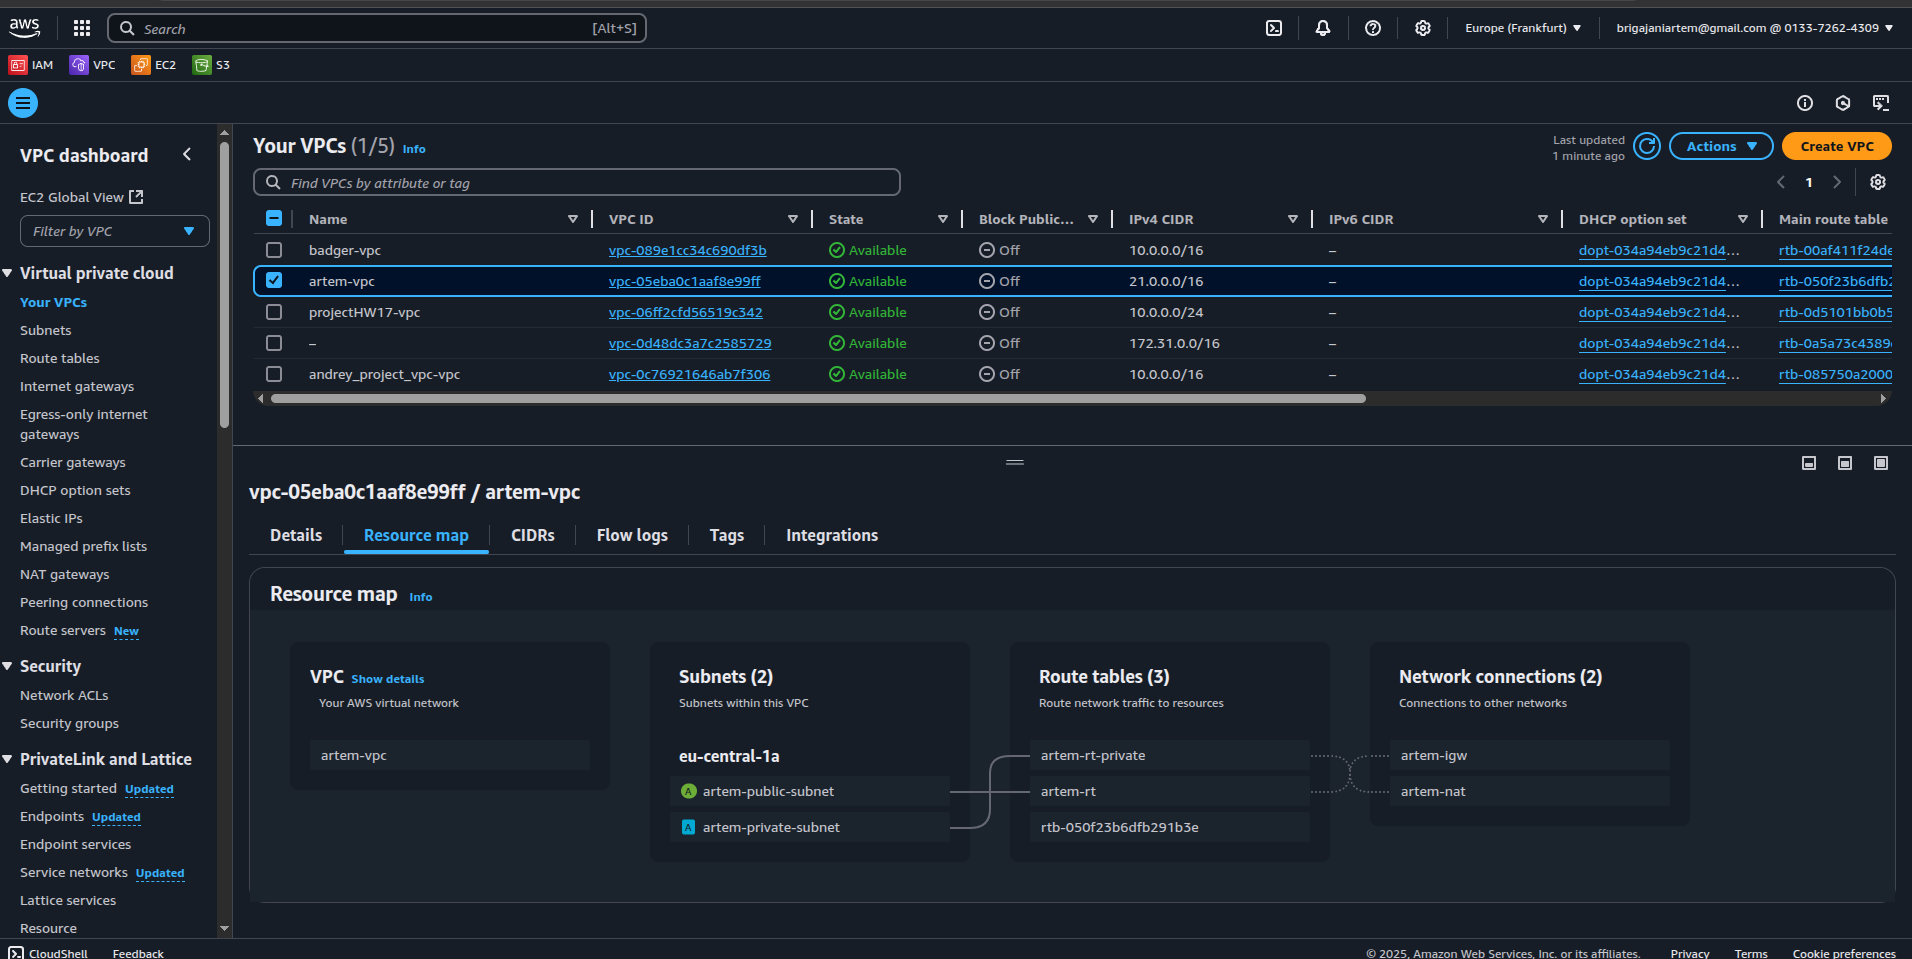 aws
Search [Alt+S]
Europe (Frankfurt)
brigajaniartem@gmail.com @ 0133-7262-4309
IAM VPC EC2 S3
VPC dashboard
EC2 Global View
Filter by VPC
Virtual private cloud
Your VPCs
Subnets
Route tables
Internet gateways
Egress-only internet
gateways
Carrier gateways
DHCP option sets
Elastic IPs
Managed prefix lists
NAT gateways
Peering connections
Route servers New
Security
Network ACLs
Security groups
PrivateLink and Lattice
Getting started Updated
Endpoints Updated
Endpoint services
Service networks Updated
Lattice services
Resource
Your VPCs (1/5) Info
Last updated
1 minute ago
Actions
Create VPC
Find VPCs by attribute or tag
1
Name VPC ID State Block Public... IPv4 CIDR IPv6 CIDR DHCP option set Main route table
badger-vpc vpc-089e1cc34c690df3b Available Off 10.0.0.0/16 – dopt-034a94eb9c21d4... rtb-00af411f24de
artem-vpc vpc-05eba0c1aaf8e99ff Available Off 21.0.0.0/16 – dopt-034a94eb9c21d4... rtb-050f23b6dfb2
projectHW17-vpc vpc-06ff2cfd56519c342 Available Off 10.0.0.0/24 – dopt-034a94eb9c21d4... rtb-0d5101bb0b5
– vpc-0d48dc3a7c2585729 Available Off 172.31.0.0/16 – dopt-034a94eb9c21d4... rtb-0a5a73c4389
andrey_project_vpc-vpc vpc-0c76921646ab7f306 Available Off 10.0.0.0/16 – dopt-034a94eb9c21d4... rtb-085750a2000
vpc-05eba0c1aaf8e99ff / artem-vpc
Details Resource map CIDRs Flow logs Tags Integrations
Resource map Info
VPC Show details
Your AWS virtual network
artem-vpc
Subnets (2)
Subnets within this VPC
eu-central-1a
A artem-public-subnet
A artem-private-subnet
Route tables (3)
Route network traffic to resources
artem-rt-private
artem-rt
rtb-050f23b6dfb291b3e
Network connections (2)
Connections to other networks
artem-igw
artem-nat
CloudShell Feedback
© 2025, Amazon Web Services, Inc. or its affiliates. Privacy Terms Cookie preferences